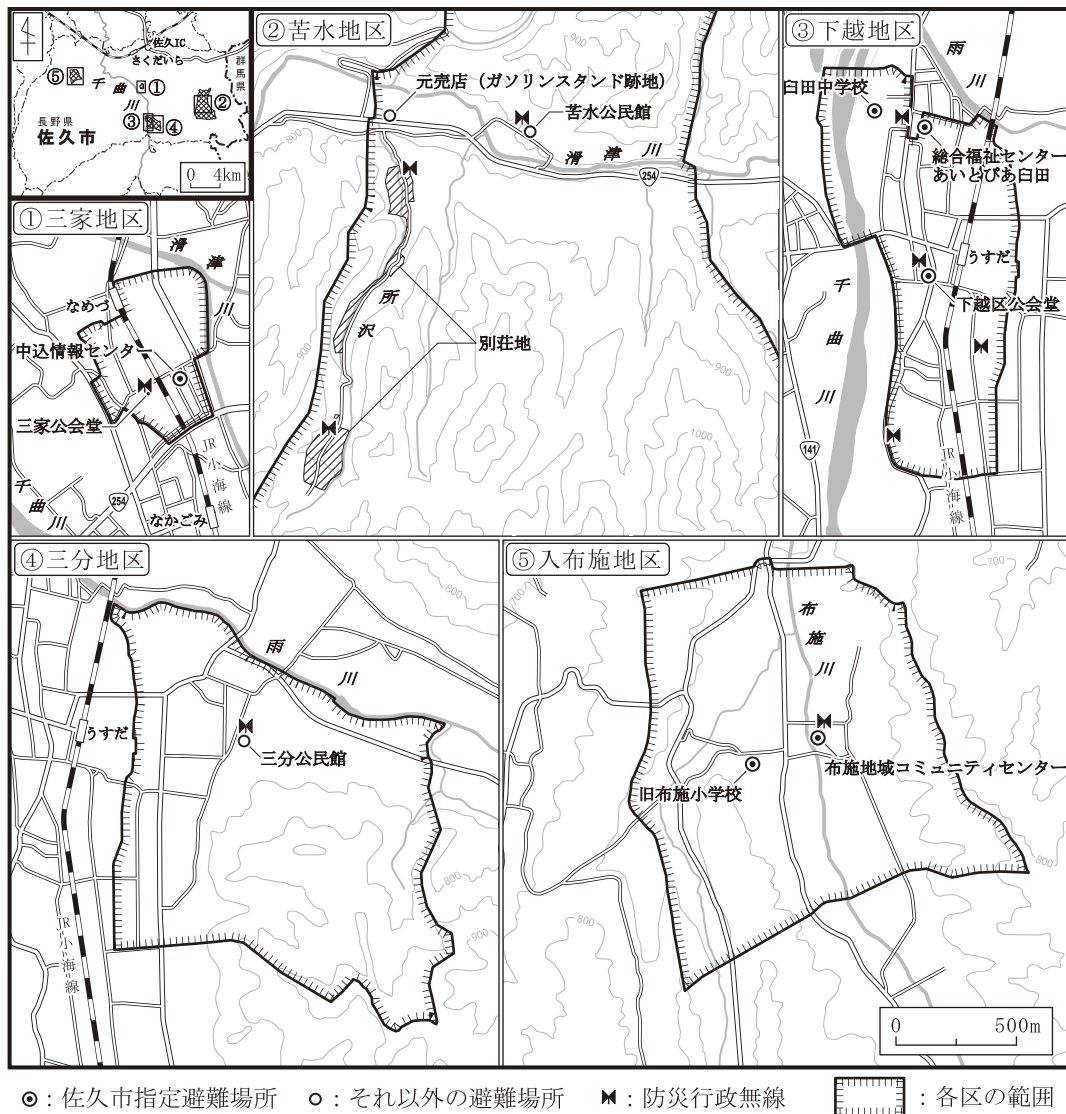 佐久IC
さくだいら
群馬県
⑤
千曲川
①
②
③
④
長野県
佐久市
0 4km
①三家地区
滑津川
なめづ
中込情報センター
三家公会堂
千曲川
254
なかごみ
JR小海線
②苦水地区
900
元売店（ガソリンスタンド跡地）
苦水公民館
800
滑津川
254
所沢
別荘地
900
900
1000
③下越地区
雨川
臼田中学校
総合福祉センター
あいとぴあ臼田
うすだ
下越区公会堂
千曲川
141
JR小海線
④三分地区
800
雨川
うすだ
三分公民館
800
900
JR小海線
⑤入布施地区
700
700
布施川
布施地域コミュニティセンター
旧布施小学校
800
800
0 500m
：佐久市指定避難場所 ：それ以外の避難場所 ：防災行政無線 ：各区の範囲